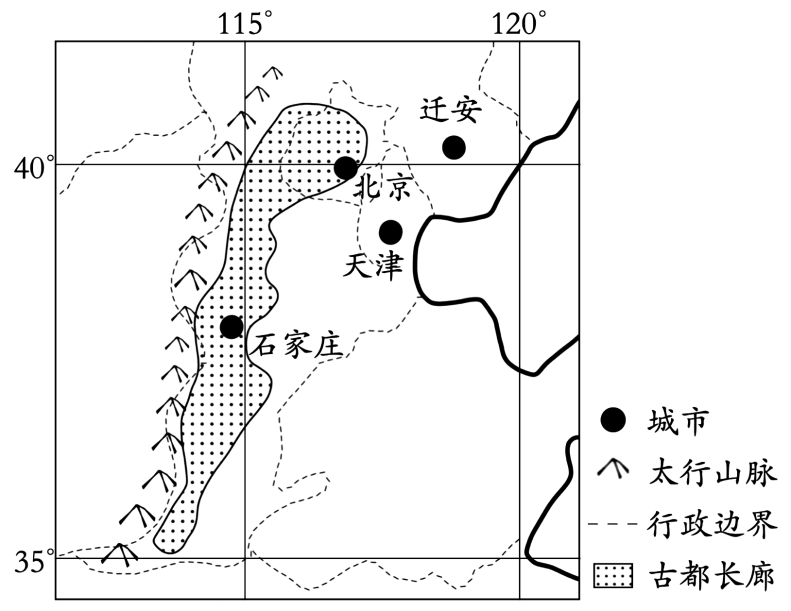 115° 120°
迁安
40°
北京
天津
石家庄
城市
太行山脉
行政边界
35°
古都长廊